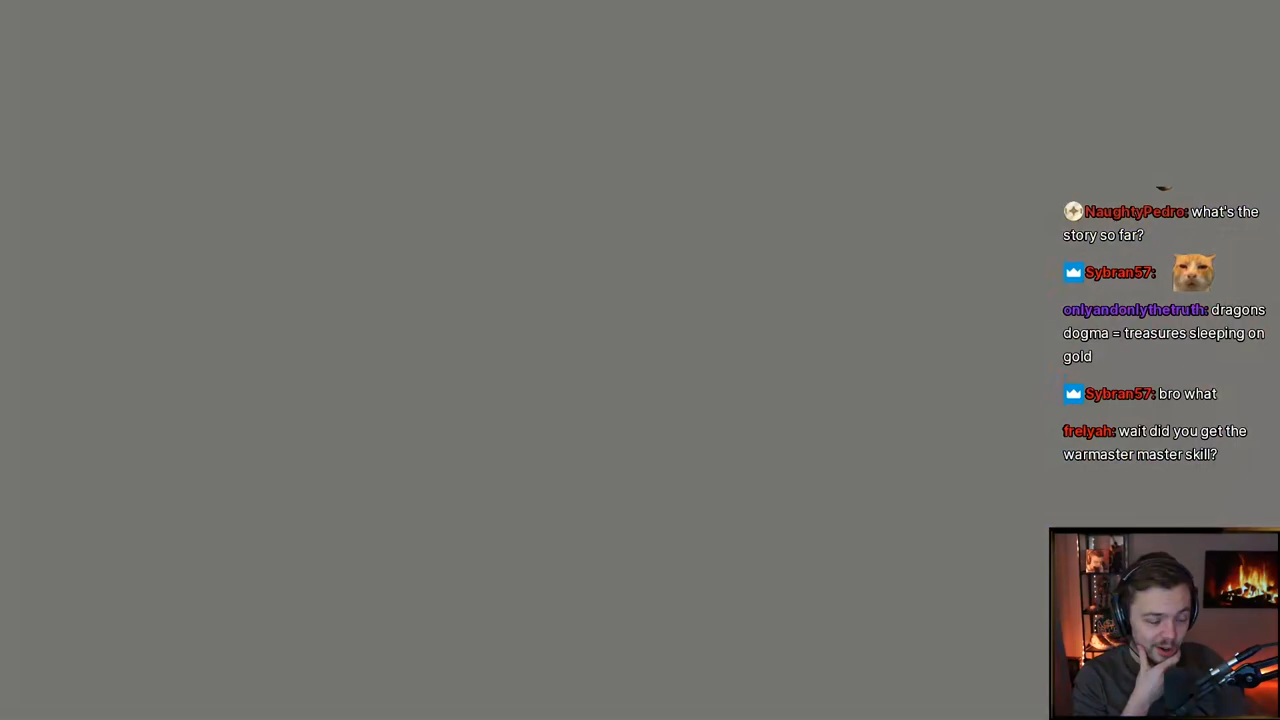 NaughtyPedro: what's the
story so far?
Sybran57:
onlyandonlythetruth: dragons
dogma = treasures sleeping on
gold
Sybran57: bro what
frelyah: wait did you get the
warmaster master skill?